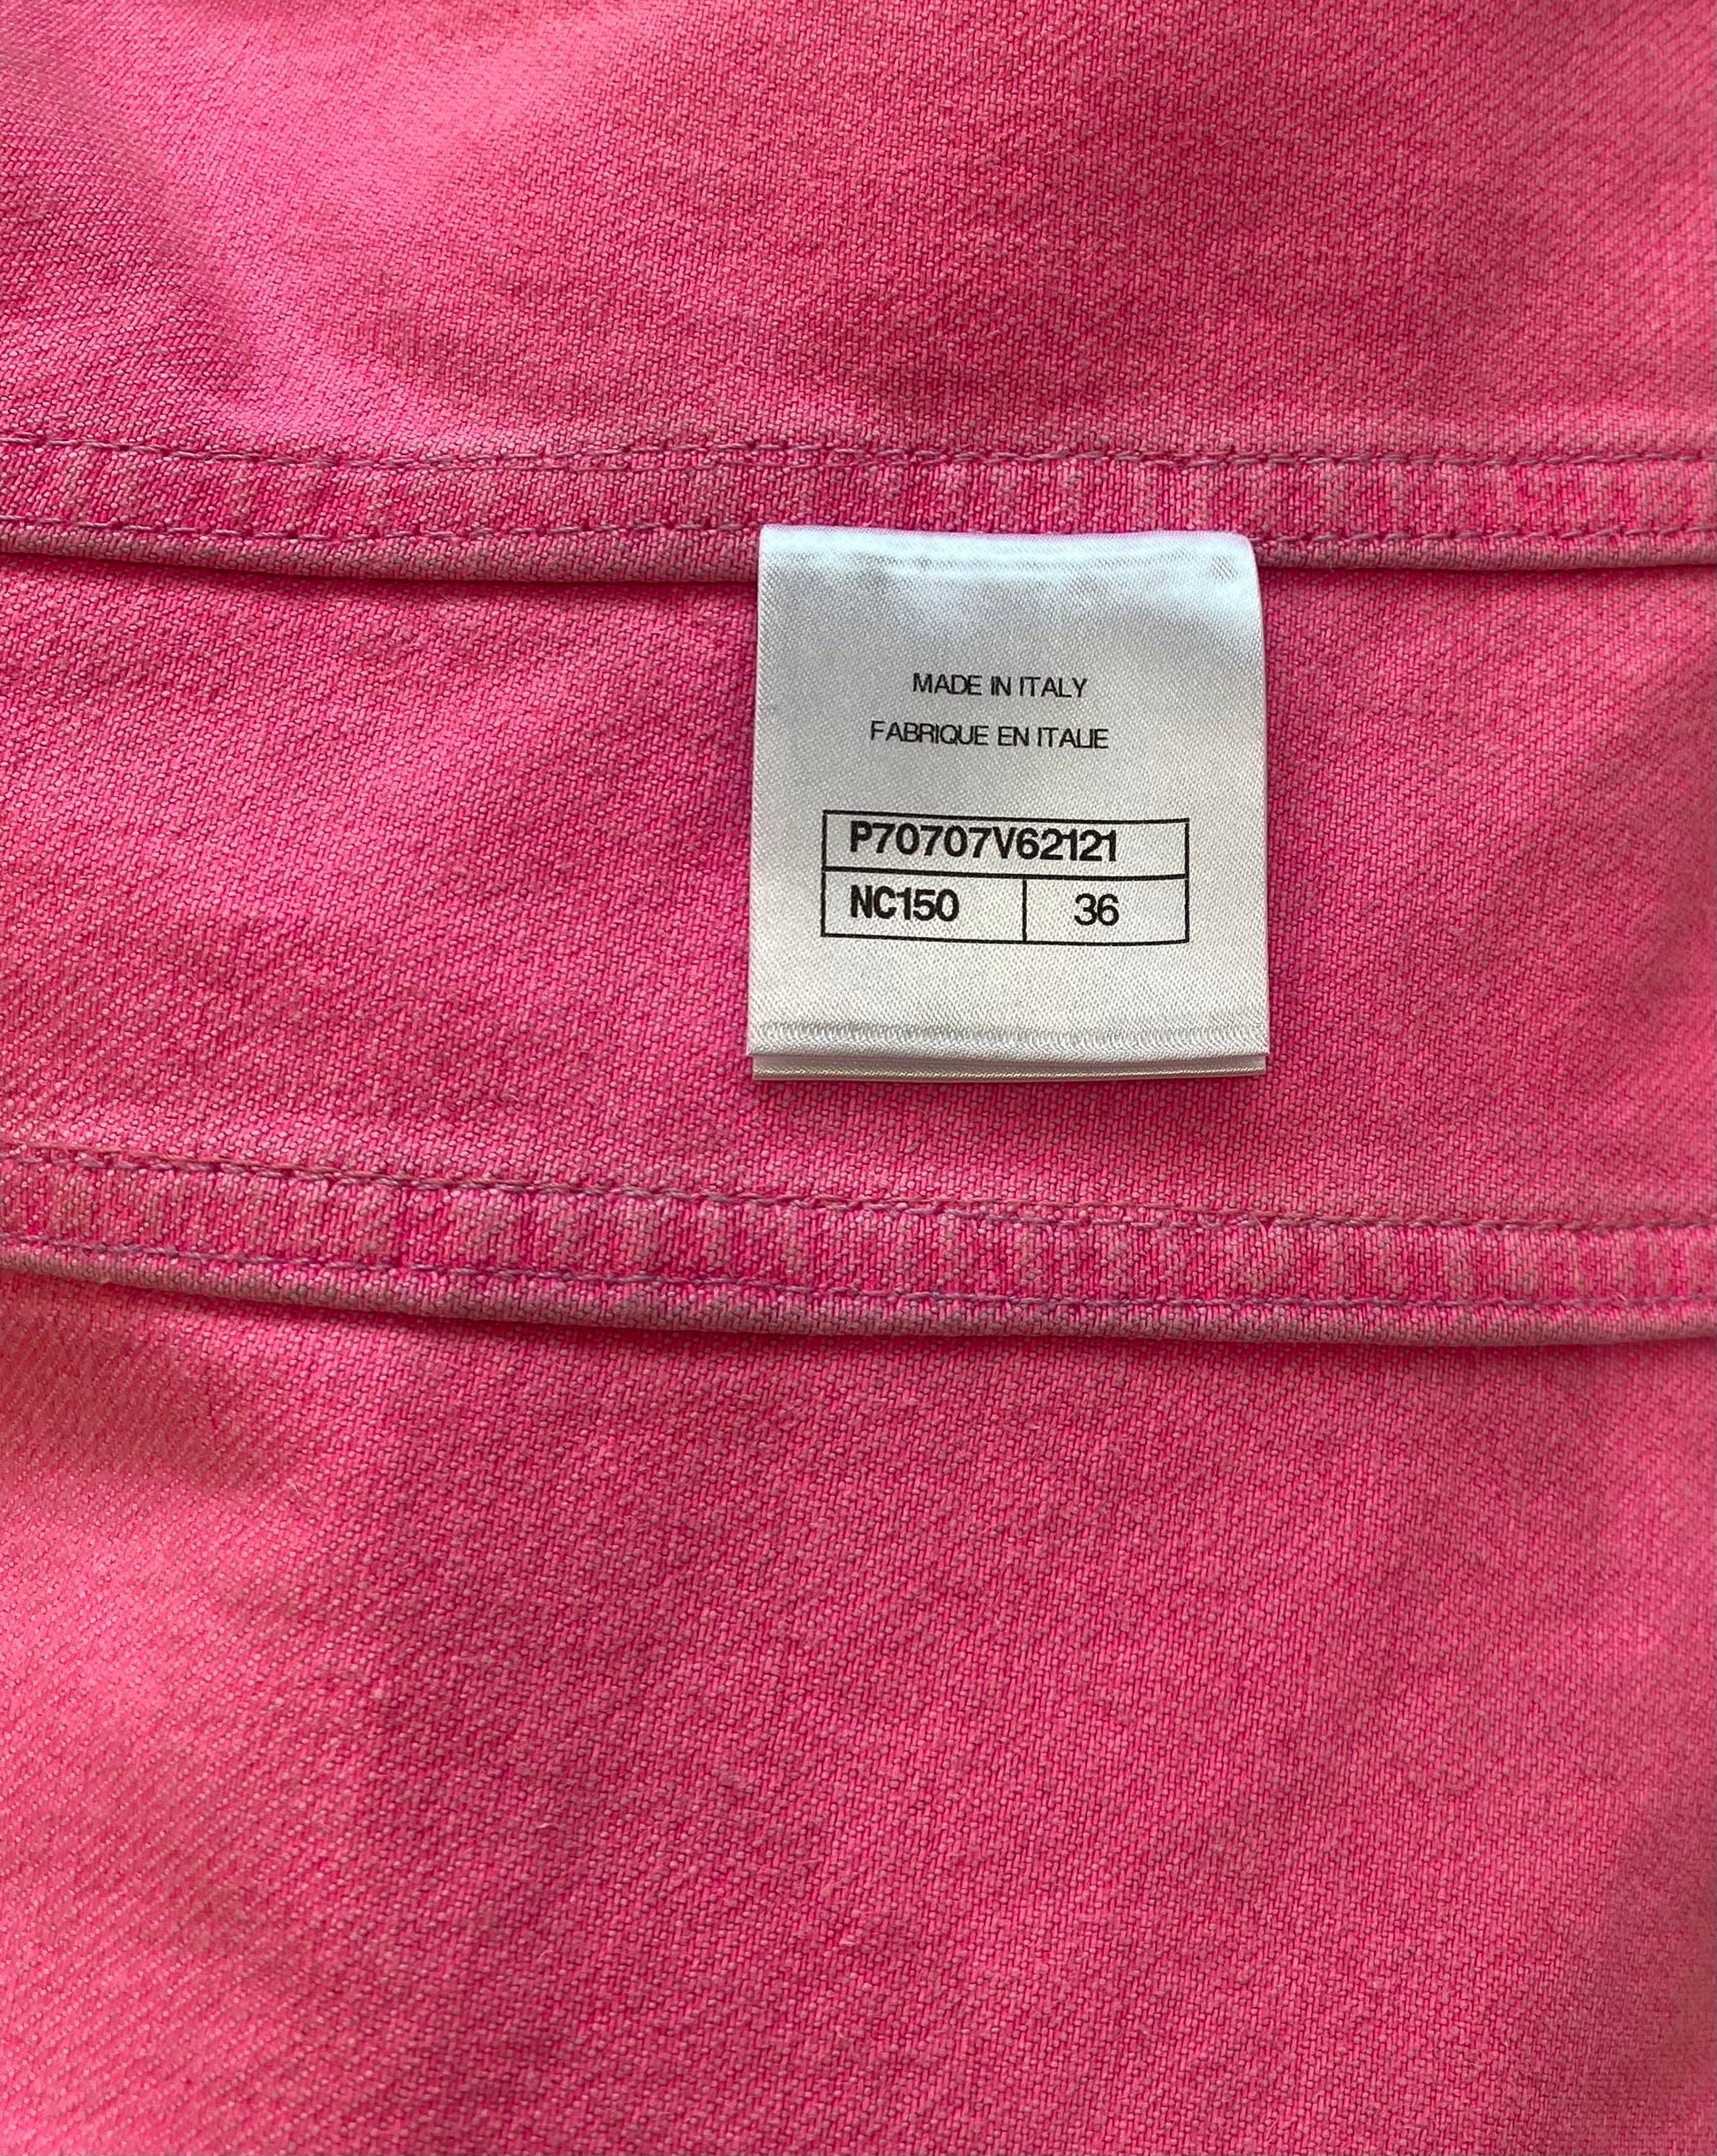 MADE IN ITALY
FABRIQUE EN ITALIE
P70707V62121
NC150 36